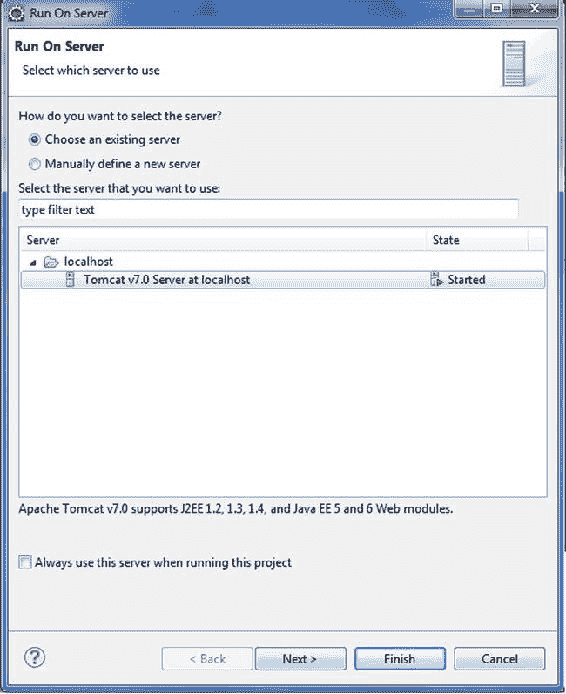 Run On Server
Run On Server
Select which server to use
How do you want to select the server?
Choose an existing server
Manually define a new server
Select the server that you want to use:
type filter text
Server State
localhost
Tomcat v7.0 Server at localhost Started
Apache Tomcat v7.0 supports J2EE 1.2, 1.3, 1.4, and Java EE 5 and 6 Web modules.
Always use this server when running this project
? < Back Next > Finish Cancel